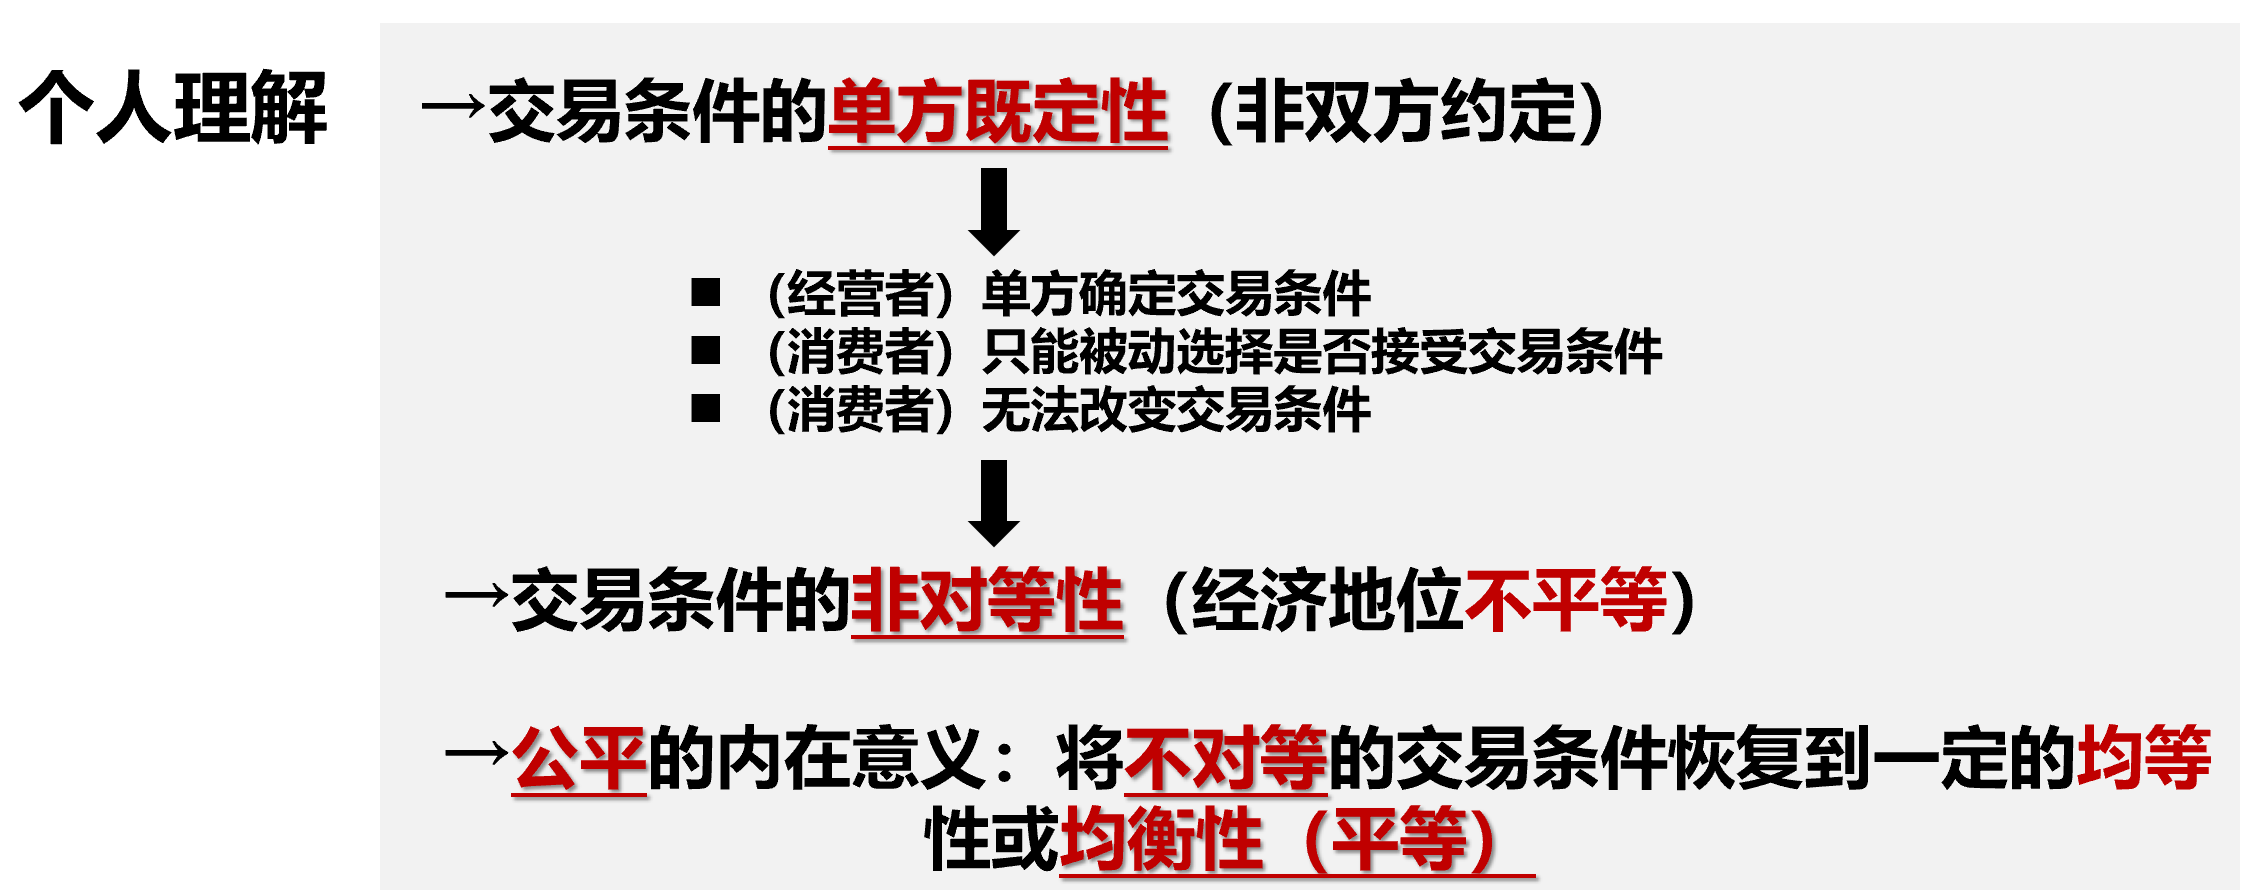 个人理解
→交易条件的单方既定性（非双方约定）
■（经营者）单方确定交易条件
■（消费者）只能被动选择是否接受交易条件
■（消费者）无法改变交易条件
→交易条件的非对等性（经济地位不平等）
→公平的内在意义：将不对等的交易条件恢复到一定的均等
性或均衡性（平等）